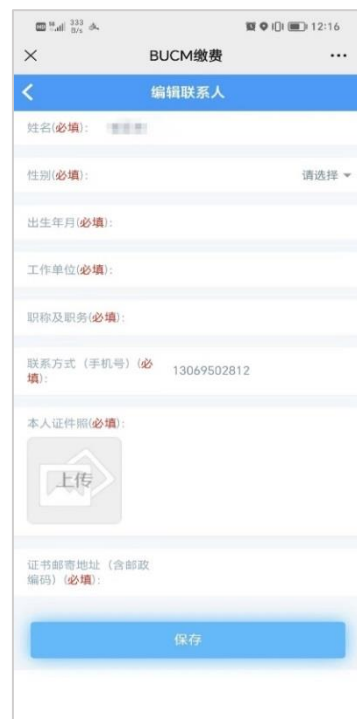 333
B/s
12:16
BUCM缴费
编辑联系人
姓名(必填):
性别(必填): 请选择
出生年月(必填):
工作单位(必填):
职称及职务(必填):
联系方式（手机号）(必
填): 13069502812
本人证件照(必填):
上传
证书邮寄地址（含邮政
编码）(必填):
保存